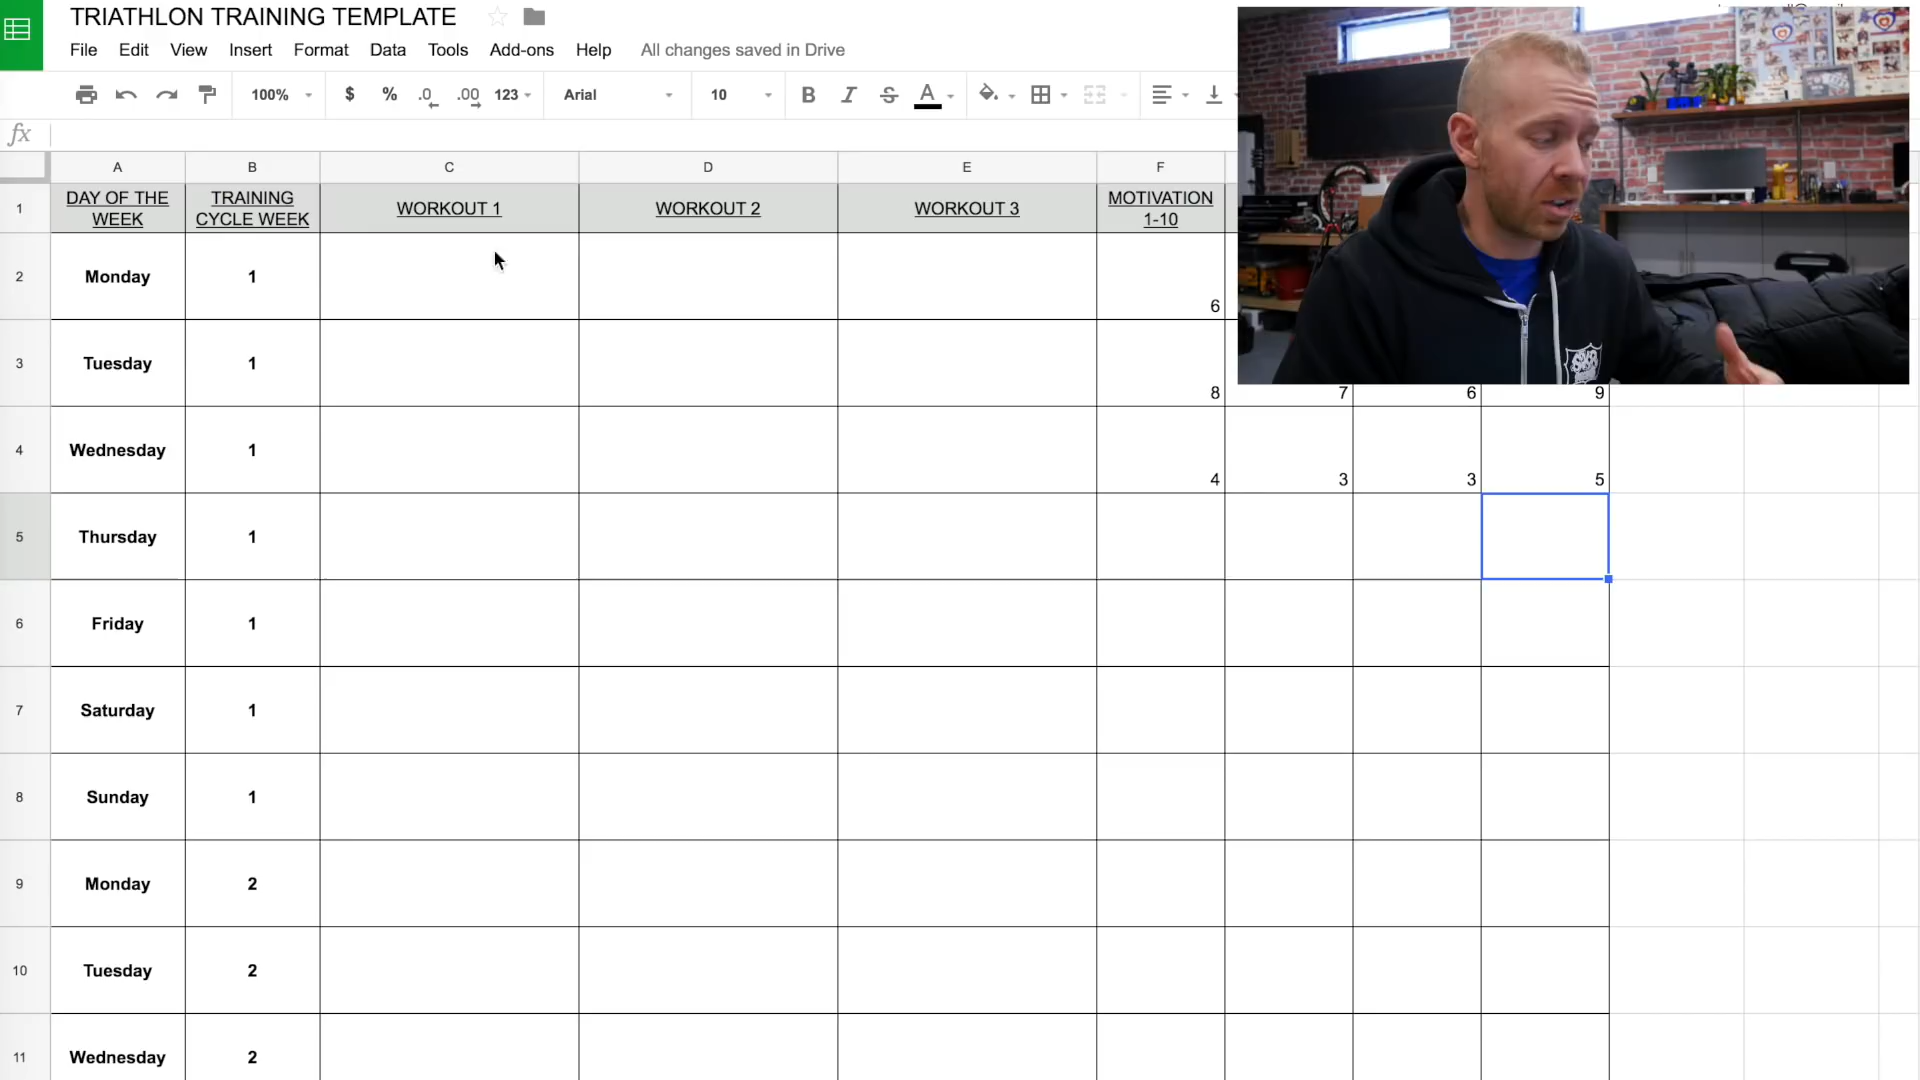 TRIATHLON TRAINING TEMPLATE
File Edit View Insert Format Data Tools Add-ons Help All changes saved in Drive
100% $ % .0 .00 123 Arial 10 B I S A
fx
A B C D E F
1 DAY OF THE WEEK TRAINING CYCLE WEEK WORKOUT 1 WORKOUT 2 WORKOUT 3 MOTIVATION 1-10
2 Monday 1 6
3 Tuesday 1 8 7 6 9
4 Wednesday 1 4 3 3 5
5 Thursday 1
6 Friday 1
7 Saturday 1
8 Sunday 1
9 Monday 2
10 Tuesday 2
11 Wednesday 2